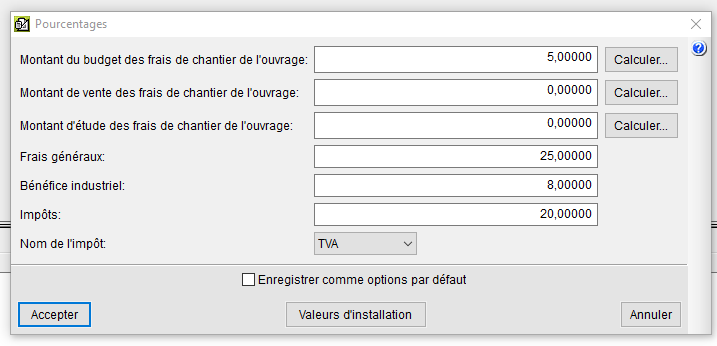 Pourcentages
Montant du budget des frais de chantier de l'ouvrage: 5,00000 Calculer...
Montant de vente des frais de chantier de l'ouvrage: 0,00000 Calculer...
Montant d'étude des frais de chantier de l'ouvrage: 0,00000 Calculer...
Frais généraux: 25,00000
Bénéfice industriel: 8,00000
Impôts: 20,00000
Nom de l'impôt: TVA
Enregistrer comme options par défaut
Accepter Valeurs d'installation Annuler